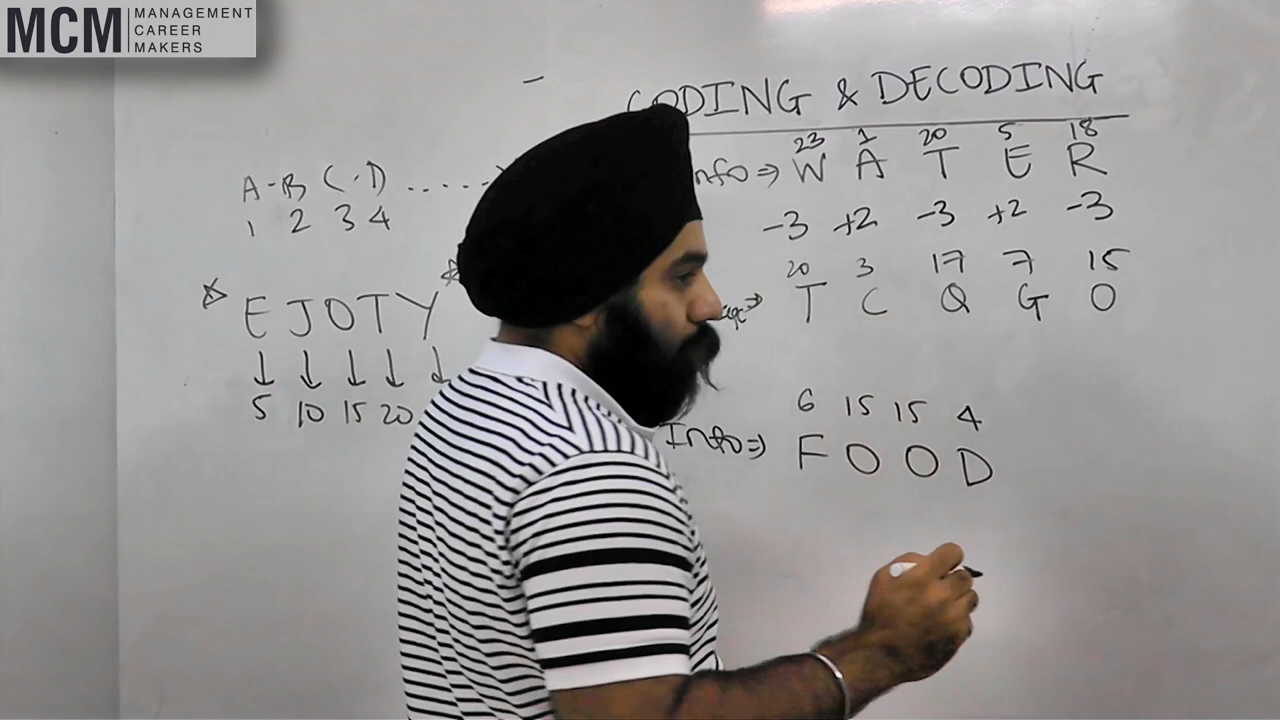 MCM MANAGEMENT
CAREER
MAKERS
CODING & DECODING
23 1 20 5 18
W A T E R
-3 +2 -3 +2 -3
20 3 17 7 15
T C Q G O
A-B C-D ......
1 2 3 4
E J O T Y
5 10 15 20
6 15 15 4
Info ⇒ F O O D